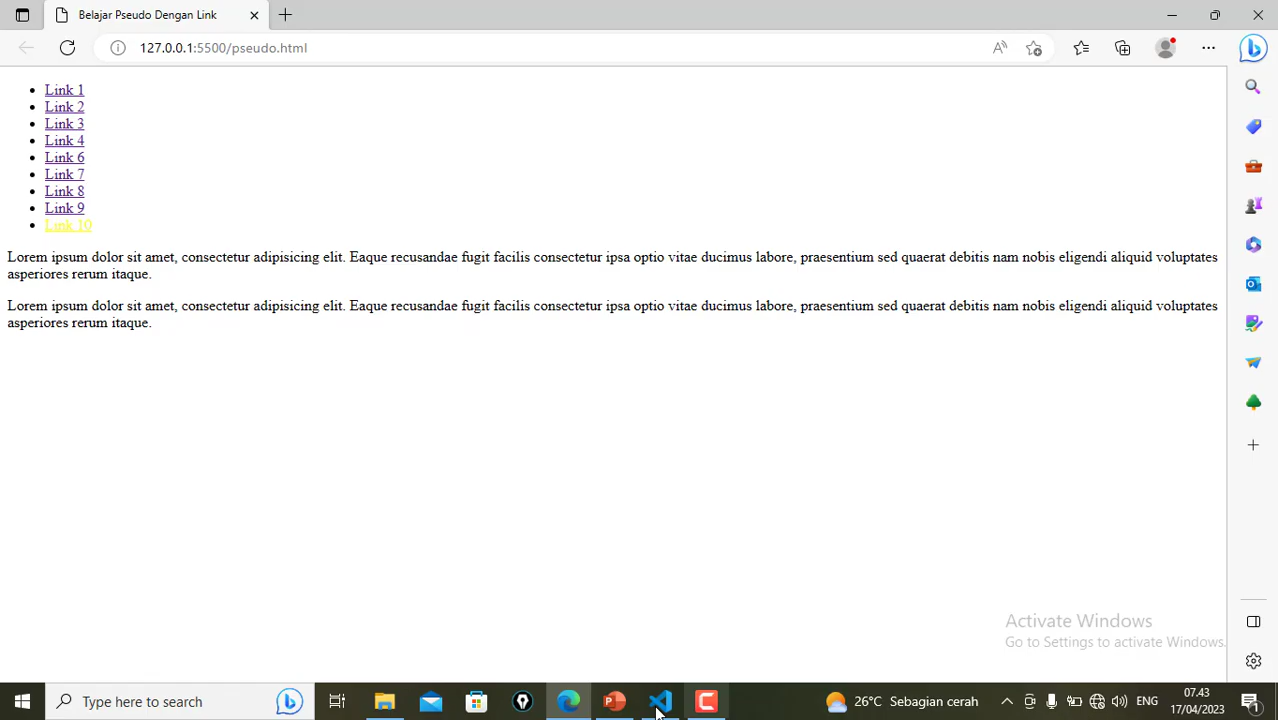 Belajar Pseudo Dengan Link
127.0.0.1:5500/pseudo.html
Link 1
Link 2
Link 3
Link 4
Link 6
Link 7
Link 8
Link 9
Link 10
Lorem ipsum dolor sit amet, consectetur adipisicing elit. Eaque recusandae fugit facilis consectetur ipsa optio vitae ducimus labore, praesentium sed quaerat debitis nam nobis eligendi aliquid voluptates
asperiores rerum itaque.
Lorem ipsum dolor sit amet, consectetur adipisicing elit. Eaque recusandae fugit facilis consectetur ipsa optio vitae ducimus labore, praesentium sed quaerat debitis nam nobis eligendi aliquid voluptates
asperiores rerum itaque.
Activate Windows
Go to Settings to activate Windows.
Type here to search
26°C Sebagian cerah
ENG
07.43
17/04/2023
1